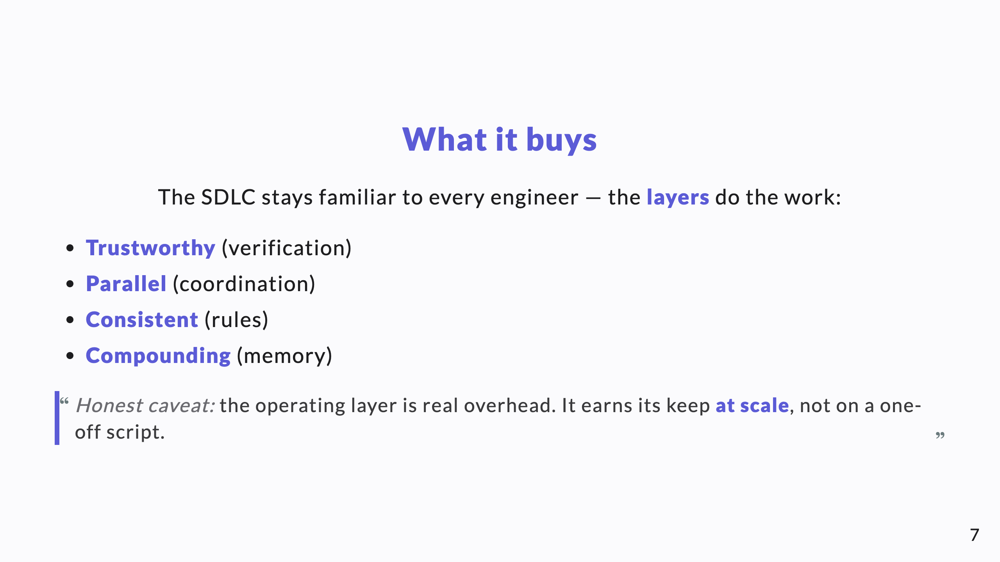 What it buys
The SDLC stays familiar to every engineer — the layers do the work:
• Trustworthy (verification)
• Parallel (coordination)
• Consistent (rules)
• Compounding (memory)
“ Honest caveat: the operating layer is real overhead. It earns its keep at scale, not on a one-
off script. ”
7